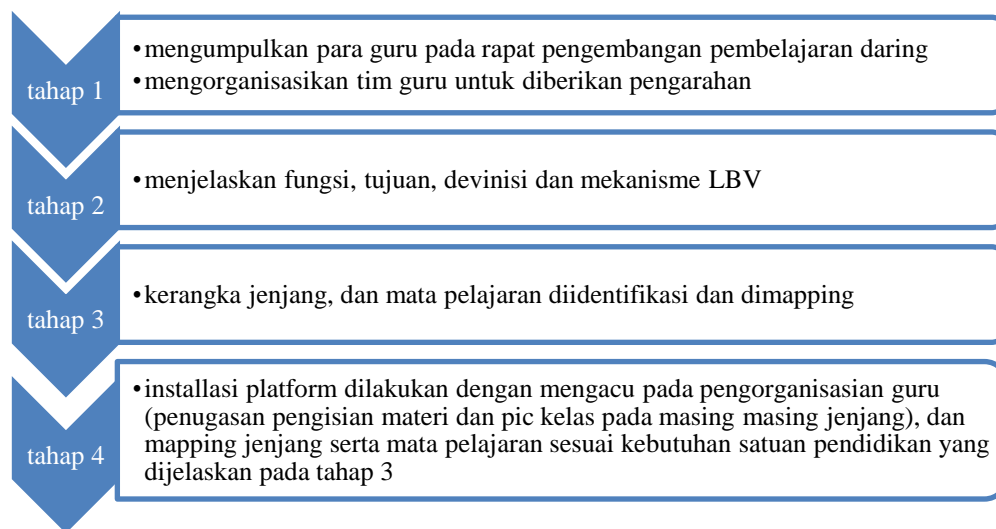 tahap 1
•mengumpulkan para guru pada rapat pengembangan pembelajaran daring
•mengorganisasikan tim guru untuk diberikan pengarahan
tahap 2
•menjelaskan fungsi, tujuan, devinisi dan mekanisme LBV
tahap 3
•kerangka jenjang, dan mata pelajaran diidentifikasi dan dimapping
tahap 4
•installasi platform dilakukan dengan mengacu pada pengorganisasian guru
(penugasan pengisian materi dan pic kelas pada masing masing jenjang), dan
mapping jenjang serta mata pelajaran sesuai kebutuhan satuan pendidikan yang
dijelaskan pada tahap 3